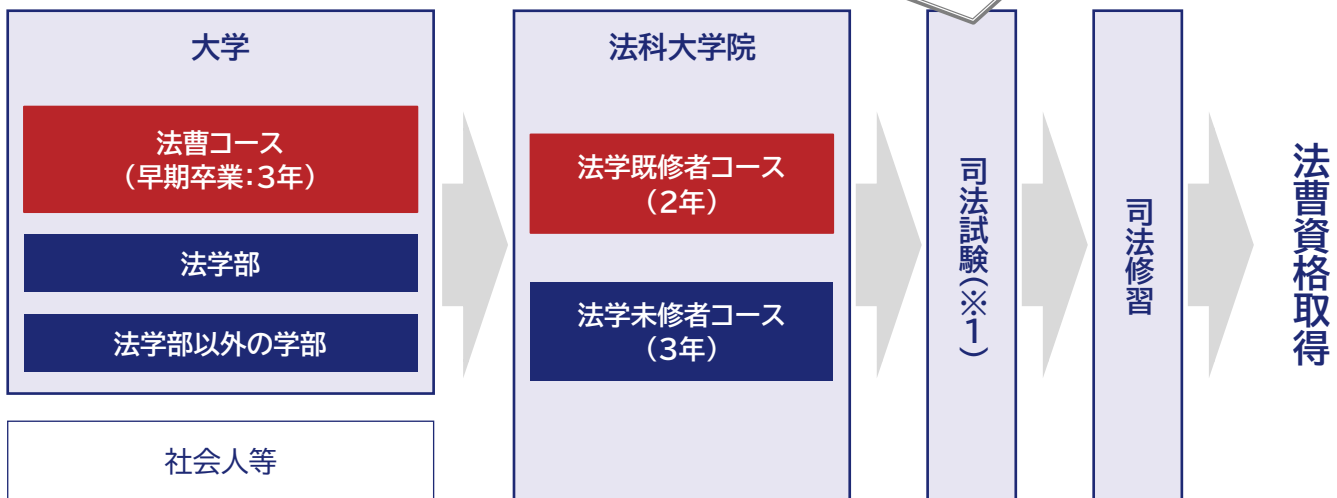 大学
法曹コース
（早期卒業：3年）
法学部
法学部以外の学部
社会人等
法科大学院
法学既修者コース
（2年）
法学未修者コース
（3年）
司法試験（※1）
司法修習
法曹資格取得